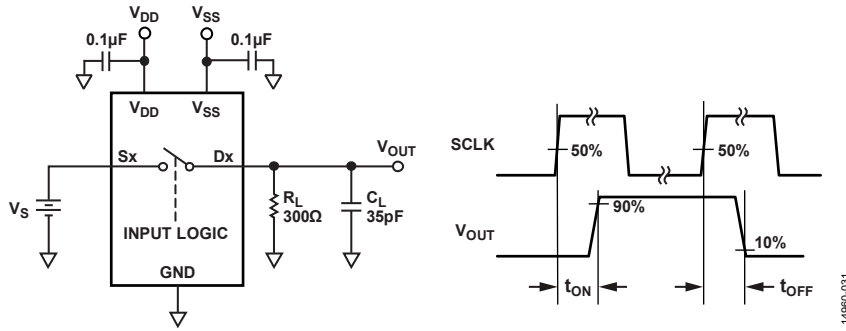 VDD
VSS
0.1µF
0.1µF
VDD
VSS
Sx
Dx
VOUT
VS
RL
300Ω
CL
35pF
INPUT LOGIC
GND
SCLK
50%
50%
VOUT
90%
10%
tON
tOFF
14960-031